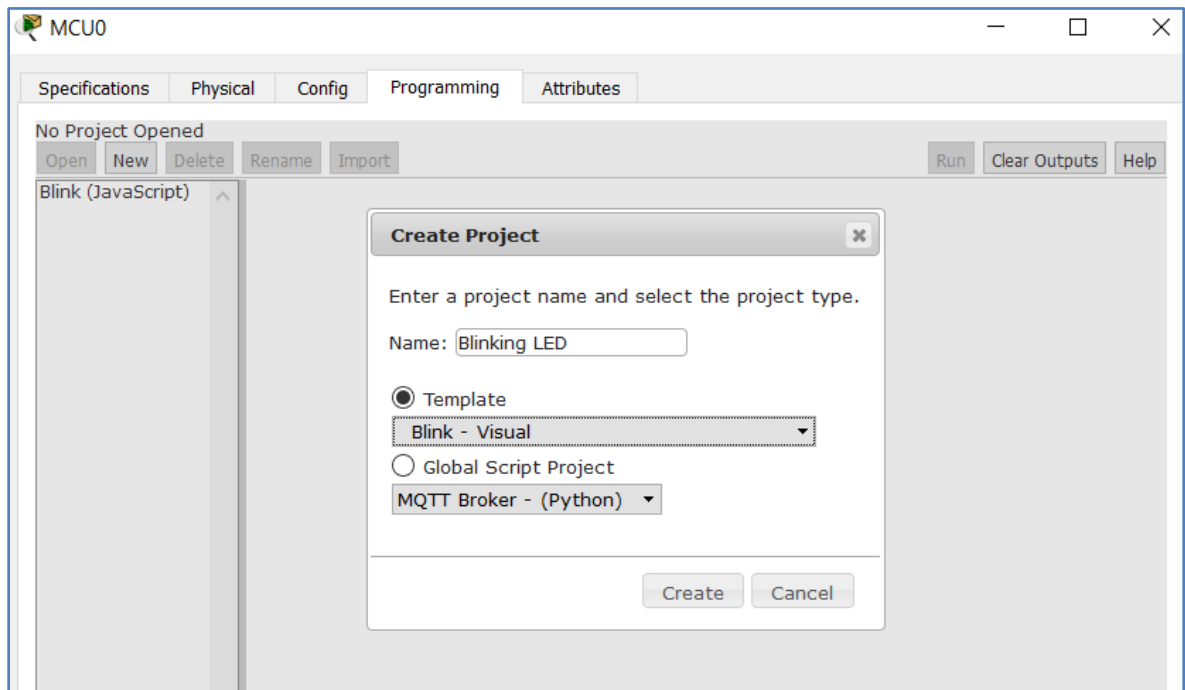 MCU0
Specifications Physical Config Programming Attributes
No Project Opened
Open New Delete Rename Import Run Clear Outputs Help
Blink (JavaScript)
Create Project
Enter a project name and select the project type.
Name: Blinking LED
Template
Blink - Visual
Global Script Project
MQTT Broker - (Python)
Create Cancel